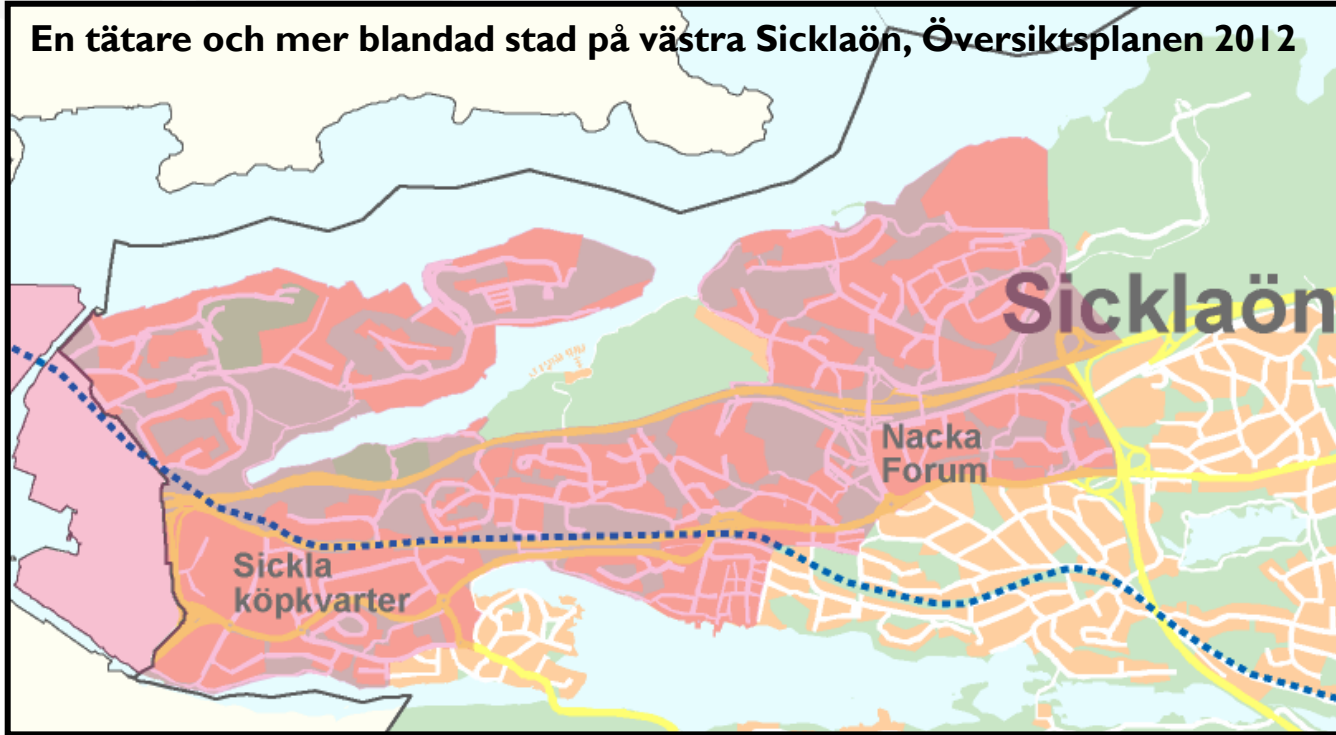 En tätare och mer blandad stad på västra Sicklaön, Översiktsplanen 2012
Sicklaön
Nacka
Forum
Sickla
köpkvarter